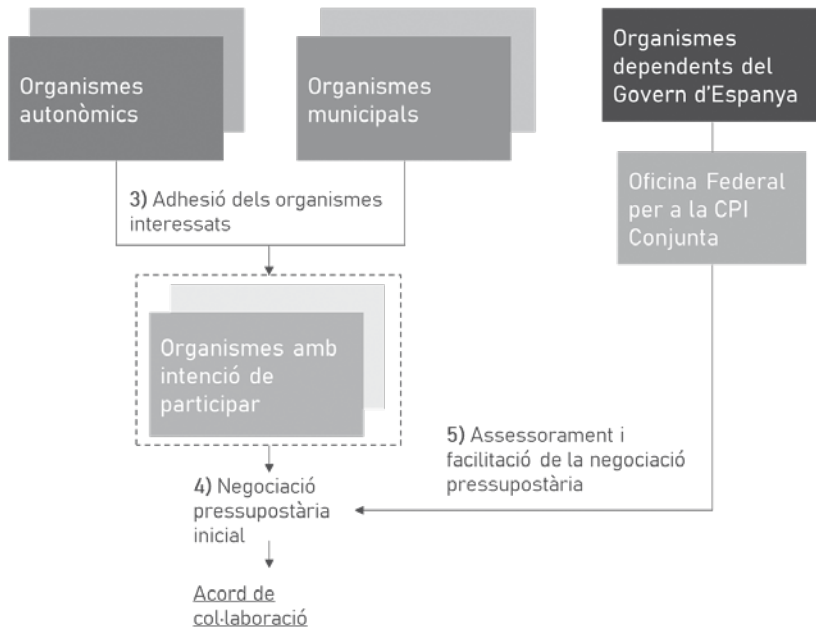 Organismes
autonòmics
Organismes
municipals
Organismes
dependents del
Govern d'Espanya
Oficina Federal
per a la CPI
Conjunta
3) Adhesió dels organismes
interessats
Organismes amb
intenció de
participar
5) Assessorament i
facilitació de la negociació
pressupostària
4) Negociació
pressupostària
inicial
Acord de
col·laboració